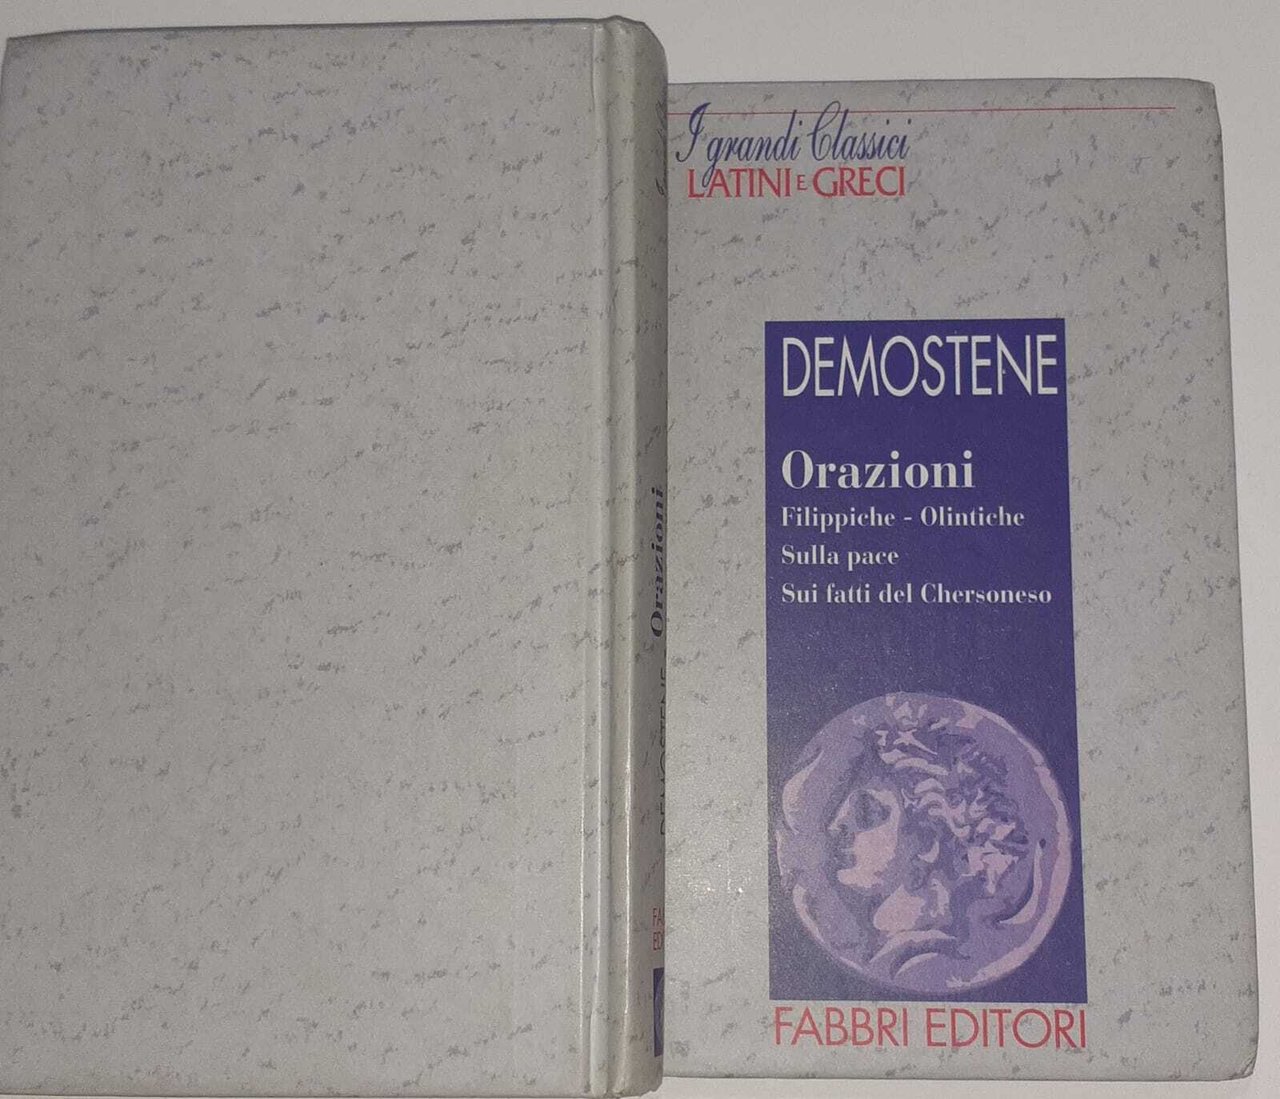 I grandi Classici
LATINI E GRECI
DEMOSTENE
Orazioni
Filippiche - Olintiche
Sulla pace
Sui fatti del Chersoneso
FABBRI EDITORI
DEMOSTENE Orazioni